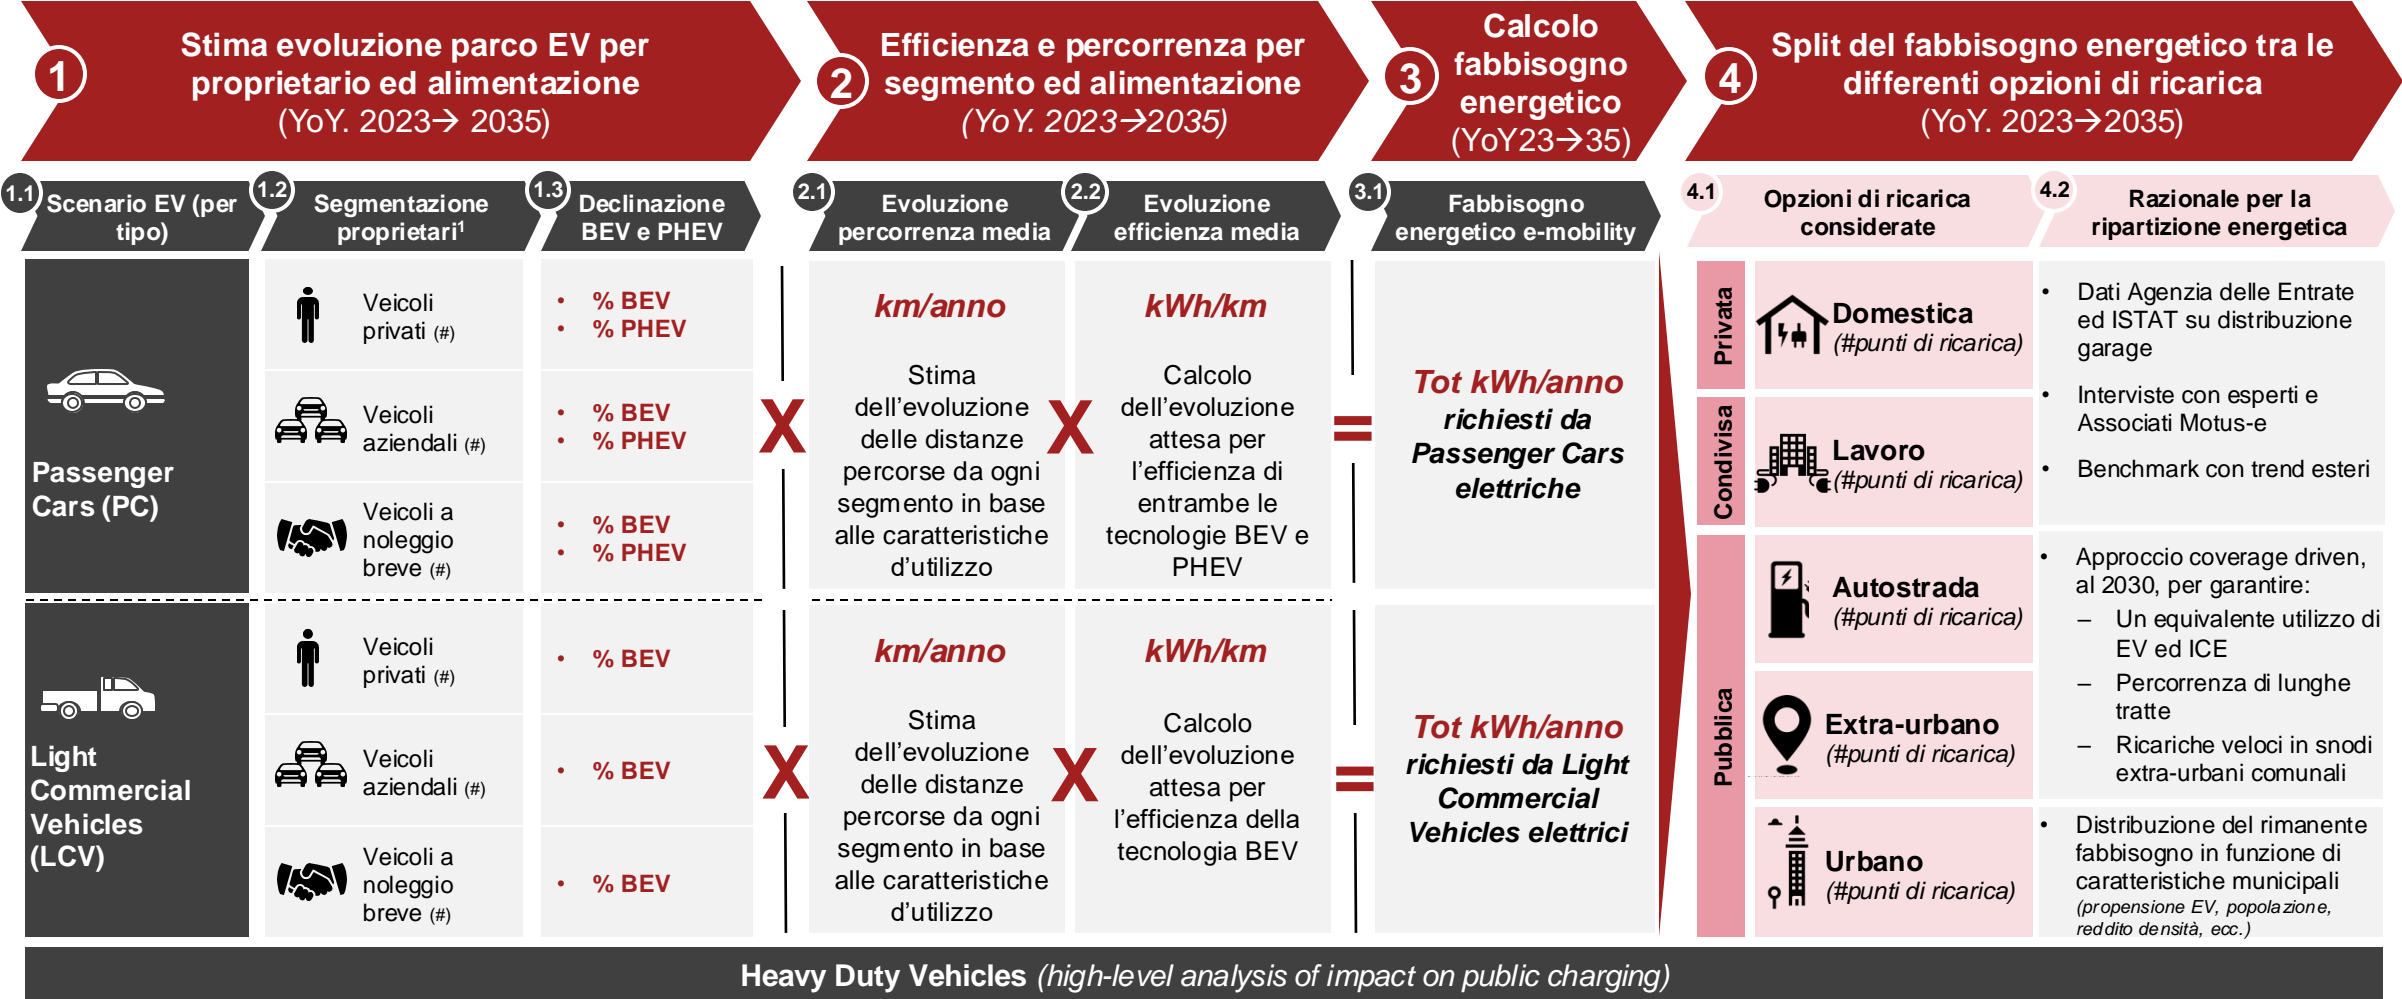 1
Stima evoluzione parco EV per
proprietario ed alimentazione
(YoY. 2023→ 2035)
2
Efficienza e percorrenza per
segmento ed alimentazione
(YoY. 2023→2035)
3
Calcolo
fabbisogno
energetico
(YoY23→35)
4
Split del fabbisogno energetico tra le
differenti opzioni di ricarica
(YoY. 2023→2035)
1.1
Scenario EV (per
tipo)
1.2
Segmentazione
proprietari¹
1.3
Declinazione
BEV e PHEV
2.1
Evoluzione
percorrenza media
2.2
Evoluzione
efficienza media
3.1
Fabbisogno
energetico e-mobility
4.1
Opzioni di ricarica
considerate
4.2
Razionale per la
ripartizione energetica
Passenger
Cars (PC)
Veicoli
privati (#)
• % BEV
• % PHEV
Veicoli
aziendali (#)
• % BEV
• % PHEV
Veicoli a
noleggio
breve (#)
• % BEV
• % PHEV
X
km/anno
Stima
dell’evoluzione
delle distanze
percorse da ogni
segmento in base
alle caratteristiche
d’utilizzo
X
kWh/km
Calcolo
dell’evoluzione
attesa per
l’efficienza di
entrambe le
tecnologie BEV e
PHEV
=
Tot kWh/anno
richiesti da
Passenger Cars
elettriche
Light
Commercial
Vehicles
(LCV)
Veicoli
privati (#)
• % BEV
Veicoli
aziendali (#)
• % BEV
Veicoli a
noleggio
breve (#)
• % BEV
X
km/anno
Stima
dell’evoluzione
delle distanze
percorse da ogni
segmento in base
alle caratteristiche
d’utilizzo
X
kWh/km
Calcolo
dell’evoluzione
attesa per
l’efficienza della
tecnologia BEV
=
Tot kWh/anno
richiesti da Light
Commercial
Vehicles elettrici
Privata
Domestica
(#punti di ricarica)
Condivisa
Lavoro
(#punti di ricarica)
• Dati Agenzia delle Entrate
ed ISTAT su distribuzione
garage
• Interviste con esperti e
Associati Motus-e
• Benchmark con trend esteri
Pubblica
Autostrada
(#punti di ricarica)
Extra-urbano
(#punti di ricarica)
• Approccio coverage driven,
al 2030, per garantire:
– Un equivalente utilizzo di
EV ed ICE
– Percorrenza di lunghe
tratte
– Ricariche veloci in snodi
extra-urbani comunali
Urbano
(#punti di ricarica)
• Distribuzione del rimanente
fabbisogno in funzione di
caratteristiche municipali
(propensione EV, popolazione,
reddito densità, ecc.)
Heavy Duty Vehicles (high-level analysis of impact on public charging)